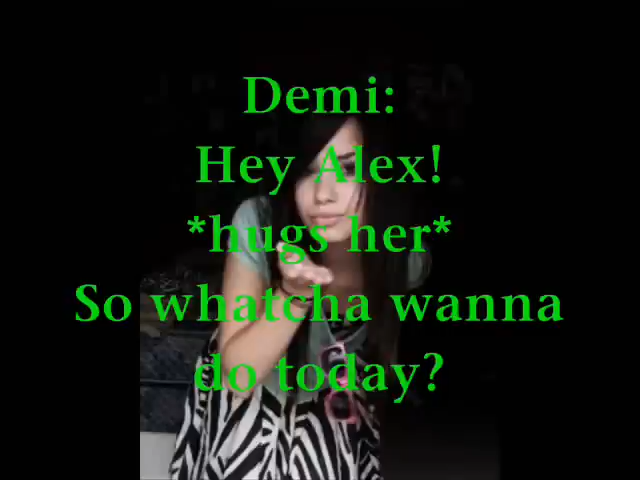 Demi:
Hey Alex!
*hugs her*
So whatcha wanna
do today?